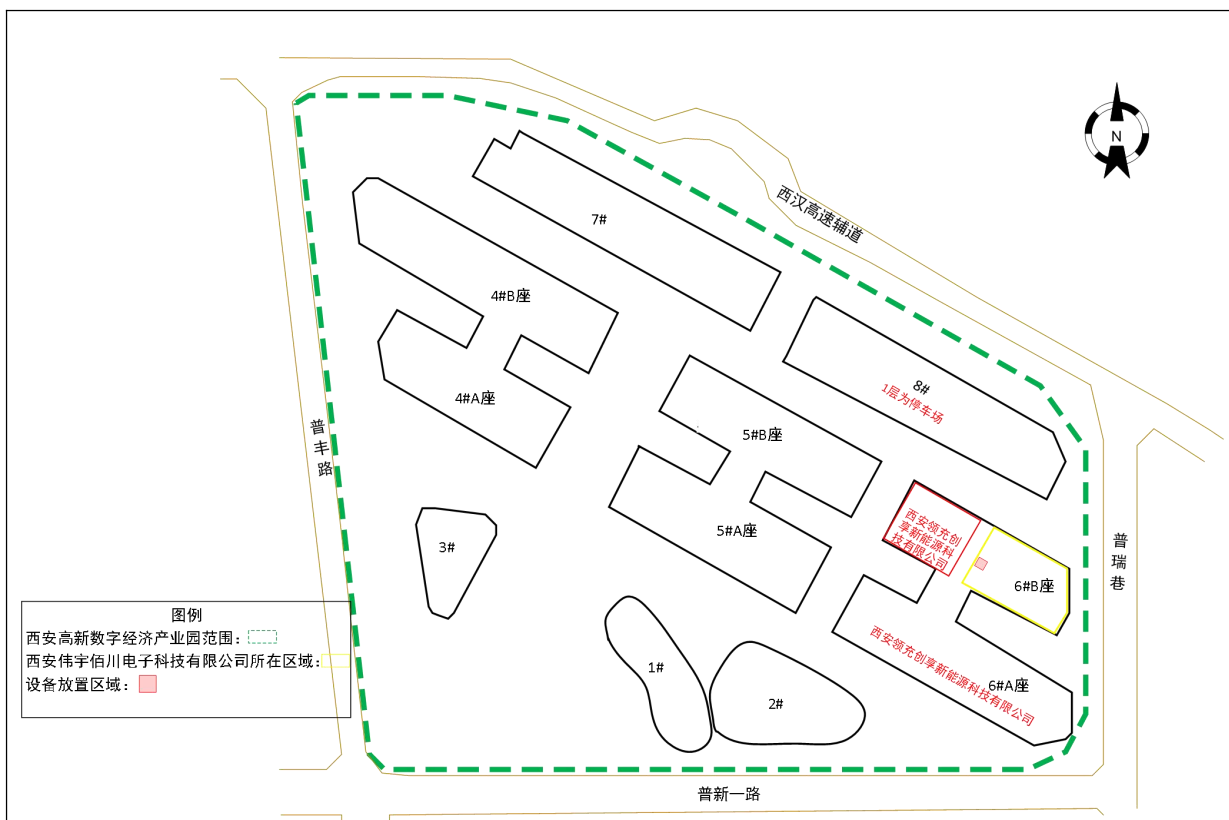 N
西汉高速辅道
7#
4#B座
8#
1层为停车场
4#A座
普丰路
5#B座
西安领充创
享新能源科
技有限公司
5#A座
3#
普瑞巷
6#B座
图例
西安高新数字经济产业园范围：
西安伟宇佰川电子科技有限公司所在区域：
设备放置区域：
西安领充创享新能源科技有限公司
1#
6#A座
2#
普新一路